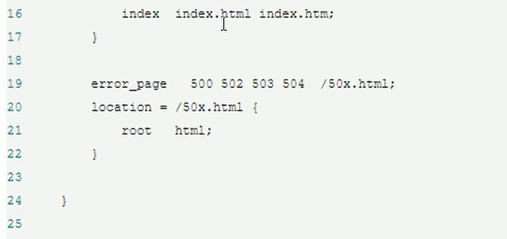 16 index index.html index.htm;
17 }
18
19 error_page 500 502 503 504 /50x.html;
20 location = /50x.html {
21 root html;
22 }
23
24 }
25